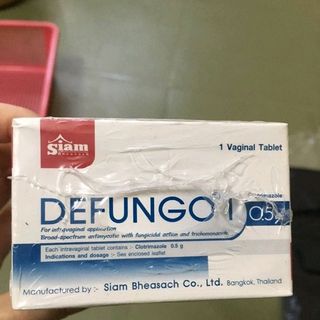 Siam
Bheasach
1 Vaginal Tablet
Clotrimazole
DEFUNGO I 0.5
For intravaginal application
Broad-spectrum antimycotic with fungicidal action and trichomonacidal
Each intravaginal tablet contains :- Clotrimazole 0.5 g
Indications and dosage :- See enclosed leaflet
Manufactured by :- Siam Bheasach Co., Ltd. Bangkok, Thailand